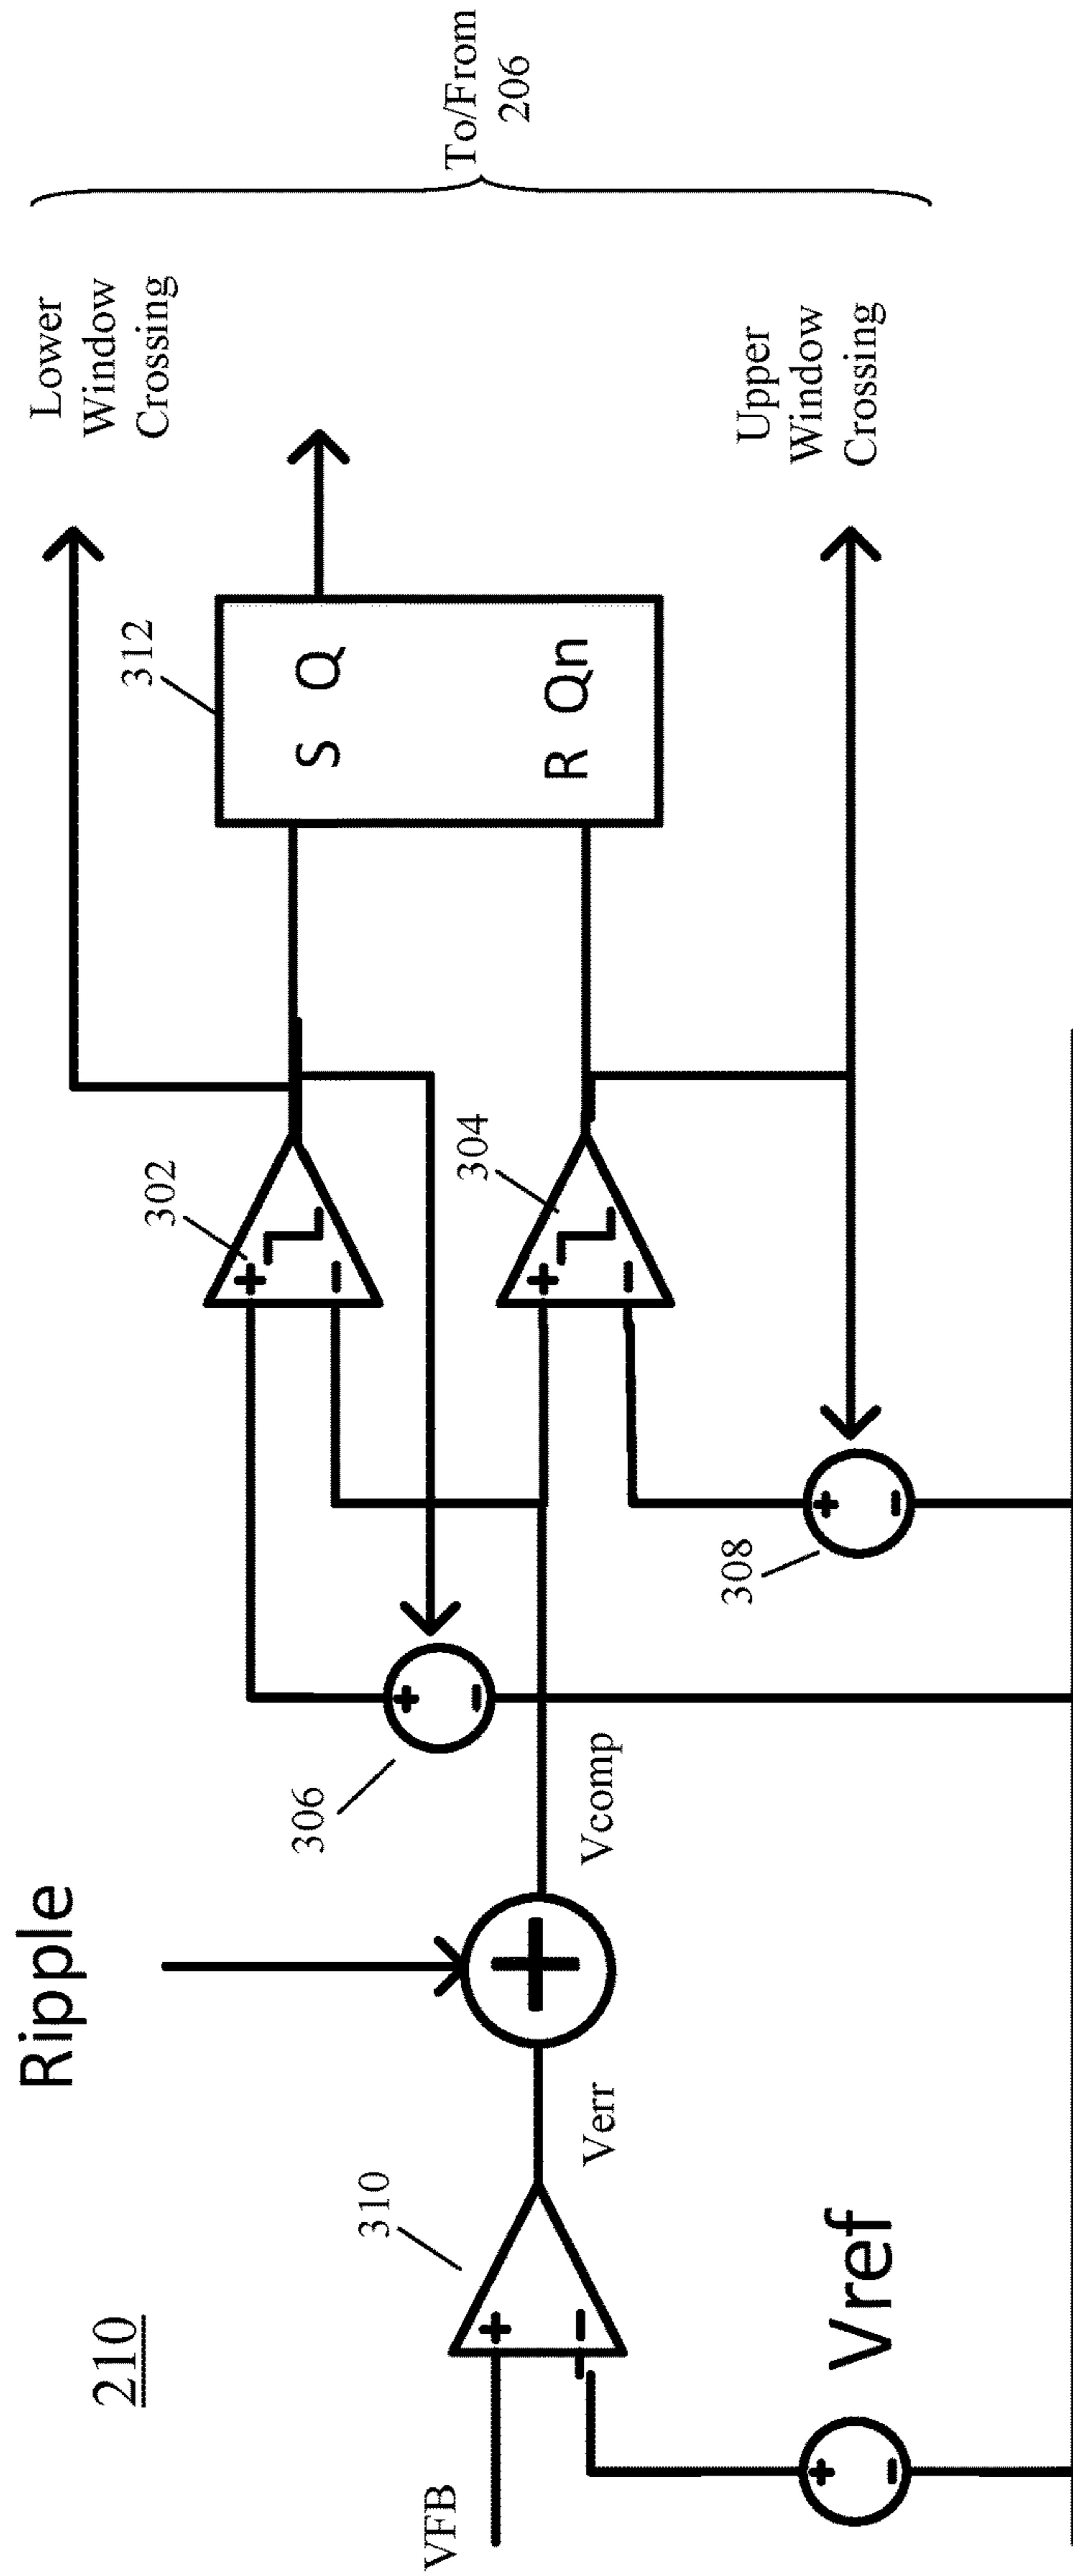 210
Ripple
Lower
Window
Crossing
To/From
206
312
S Q
R Qn
302
+
-
304
+
-
306
+
-
308
+
-
Upper
Window
Crossing
310
+
-
+
VFB
Verr
Vcomp
Vref
+
-